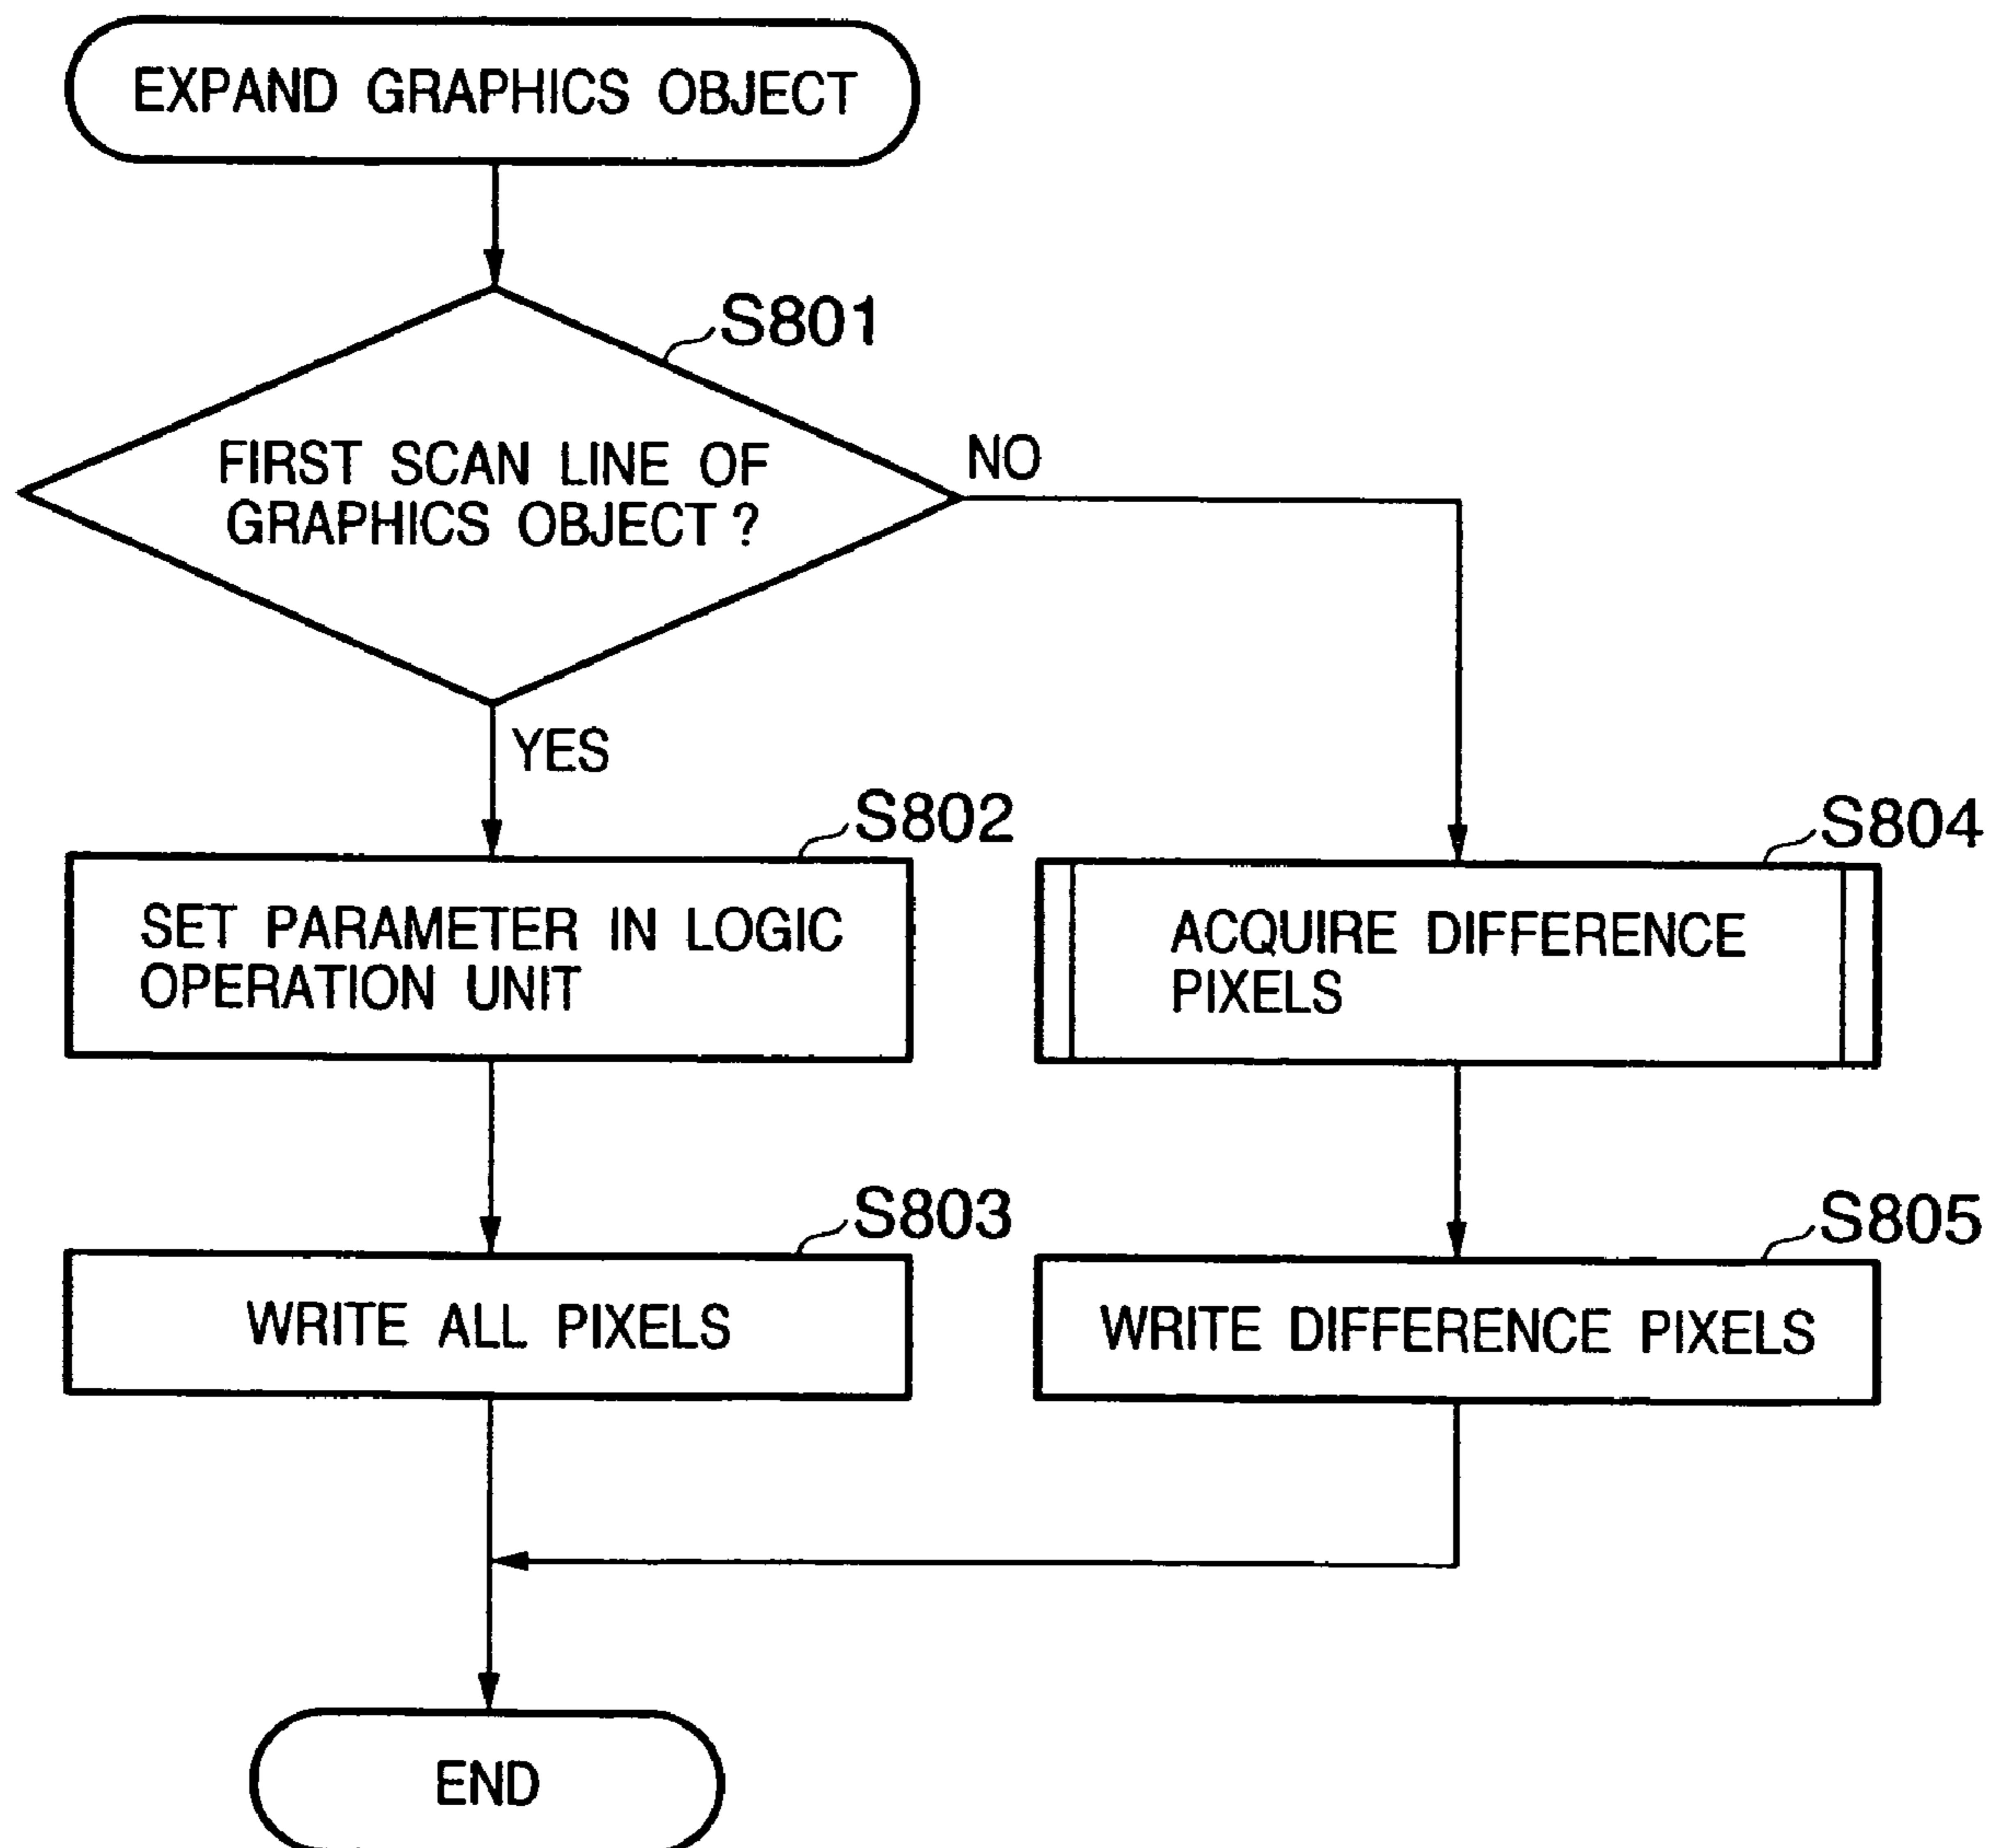 EXPAND GRAPHICS OBJECT
S801
FIRST SCAN LINE OF
GRAPHICS OBJECT ?
NO
YES
S802
SET PARAMETER IN LOGIC
OPERATION UNIT
S804
ACQUIRE DIFFERENCE
PIXELS
S803
WRITE ALL PIXELS
S805
WRITE DIFFERENCE PIXELS
END